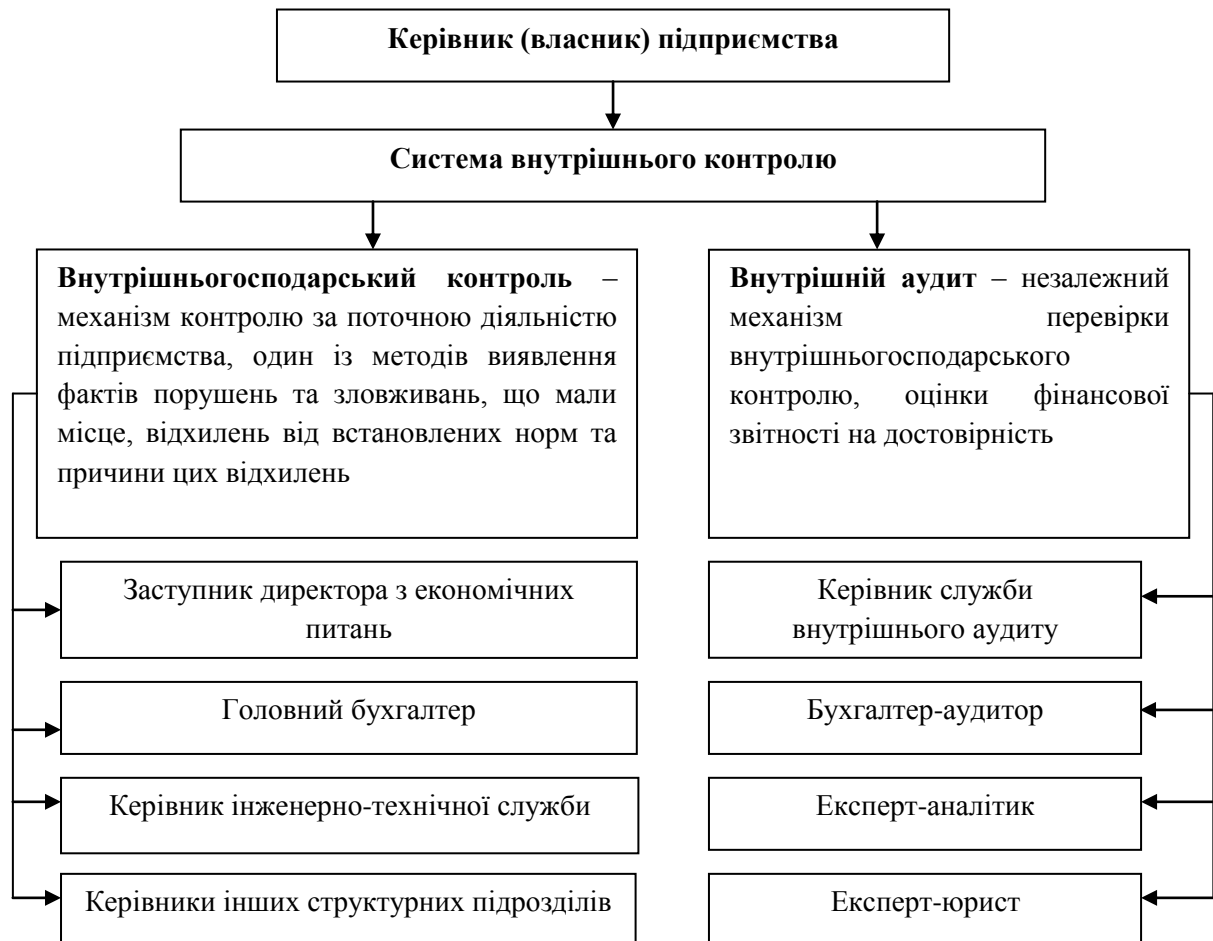 Керівник (власник) підприємства
Система внутрішнього контролю
Внутрішньогосподарський контроль –
механізм контролю за поточною діяльністю
підприємства, один із методів виявлення
фактів порушень та зловживань, що мали
місце, відхилень від встановлених норм та
причини цих відхилень
Внутрішній аудит – незалежний
механізм перевірки
внутрішньогосподарського
контролю, оцінки фінансової
звітності на достовірність
Заступник директора з економічних
питань
Головний бухгалтер
Керівник інженерно-технічної служби
Керівники інших структурних підрозділів
Керівник служби
внутрішнього аудиту
Бухгалтер-аудитор
Експерт-аналітик
Експерт-юрист